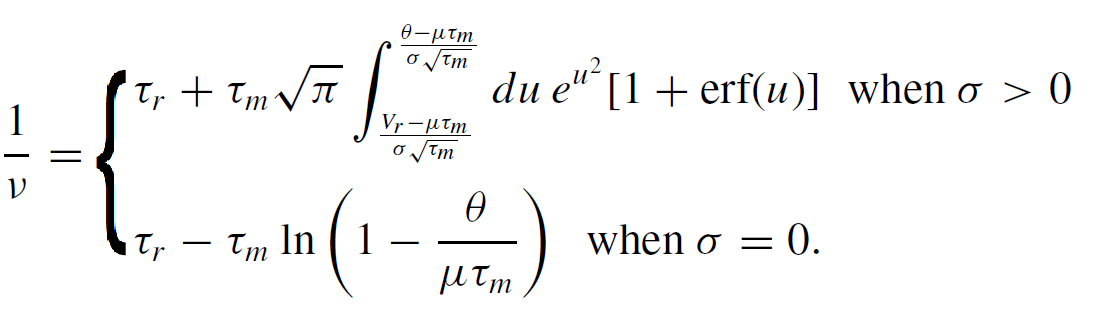 1/ν = { τ_r + τ_m√π ∫_{(V_r−μτ_m)/(σ√τ_m)}^{(θ−μτ_m)/(σ√τ_m)} du e^{u²}[1 + erf(u)] when σ > 0
τ_r − τ_m ln(1 − θ/(μτ_m)) when σ = 0.